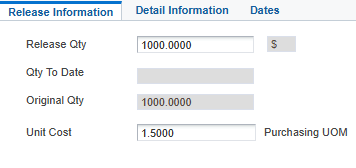 Release Information Detail Information Dates
Release Qty 1000.0000 $
Qty To Date
Original Qty 1000.0000
Unit Cost 1.5000 Purchasing UOM